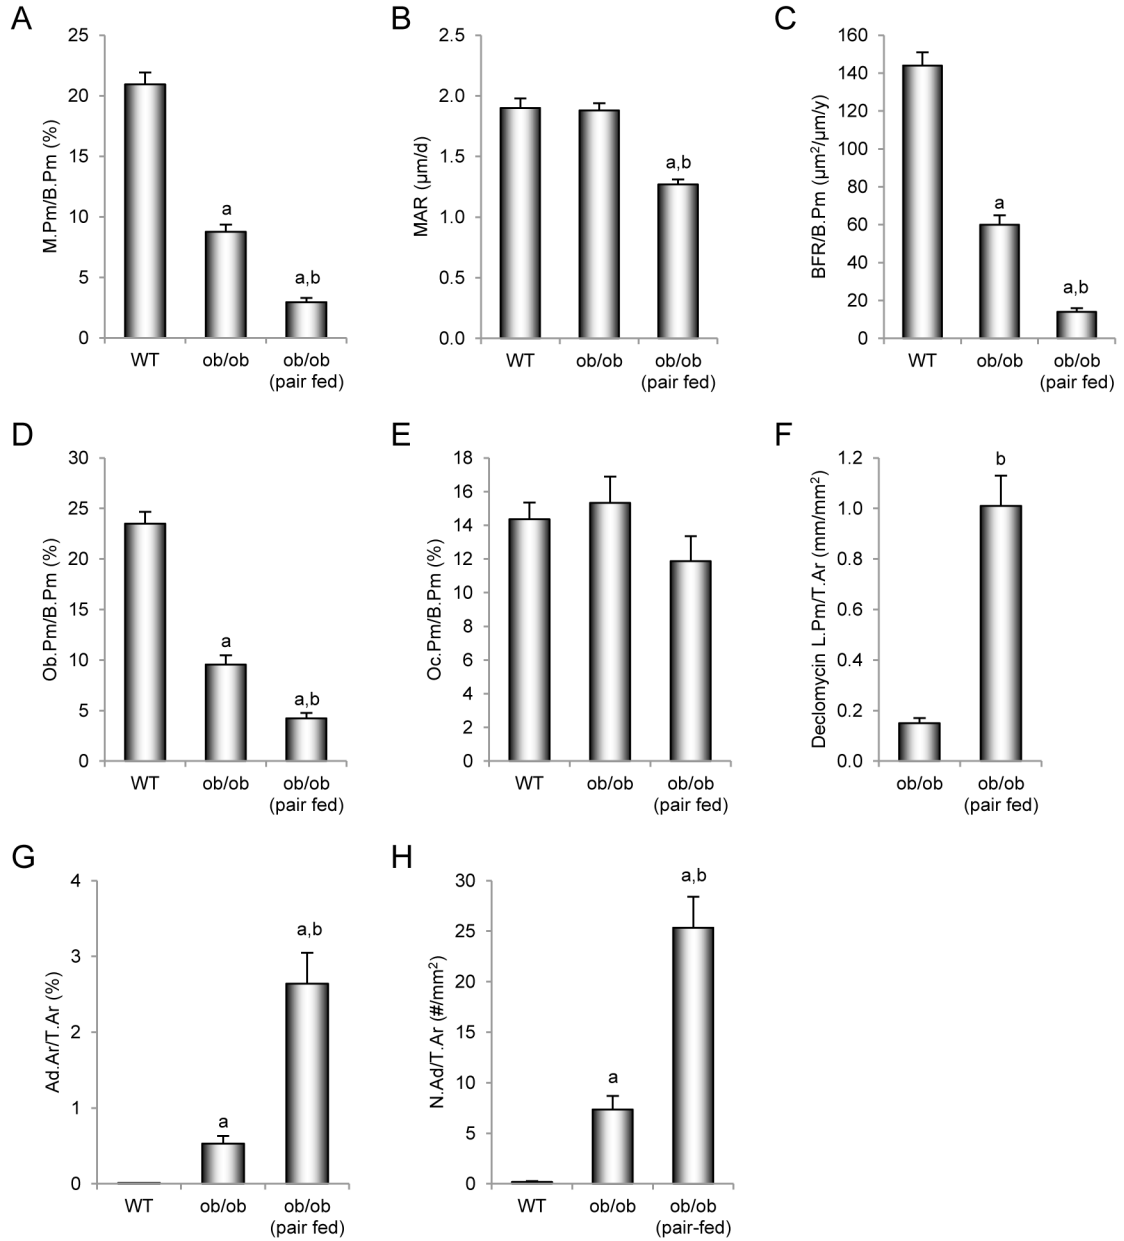 A
M.Pm/B.Pm (%)
25
20
15
10
5
0
a
a,b
WT
ob/ob
ob/ob
(pair fed)
B
MAR (µm/d)
2.5
2.0
1.5
1.0
0.5
0.0
a,b
WT
ob/ob
ob/ob
(pair fed)
C
BFR/B.Pm (µm²/µm/y)
160
140
120
100
80
60
40
20
0
a
a,b
WT
ob/ob
ob/ob
(pair fed)
D
Ob.Pm/B.Pm (%)
30
25
20
15
10
5
0
a
a,b
WT
ob/ob
ob/ob
(pair fed)
E
Oc.Pm/B.Pm (%)
18
16
14
12
10
8
6
4
2
0
WT
ob/ob
ob/ob
(pair fed)
F
Declomycin L.Pm/T.Ar (mm/mm²)
1.2
1.0
0.8
0.6
0.4
0.2
0.0
b
ob/ob
ob/ob
(pair fed)
G
Ad.Ar/T.Ar (%)
4
3
2
1
0
a
a,b
WT
ob/ob
ob/ob
(pair fed)
H
N.Ad/T.Ar (#/mm²)
30
25
20
15
10
5
0
a
a,b
WT
ob/ob
ob/ob
(pair-fed)